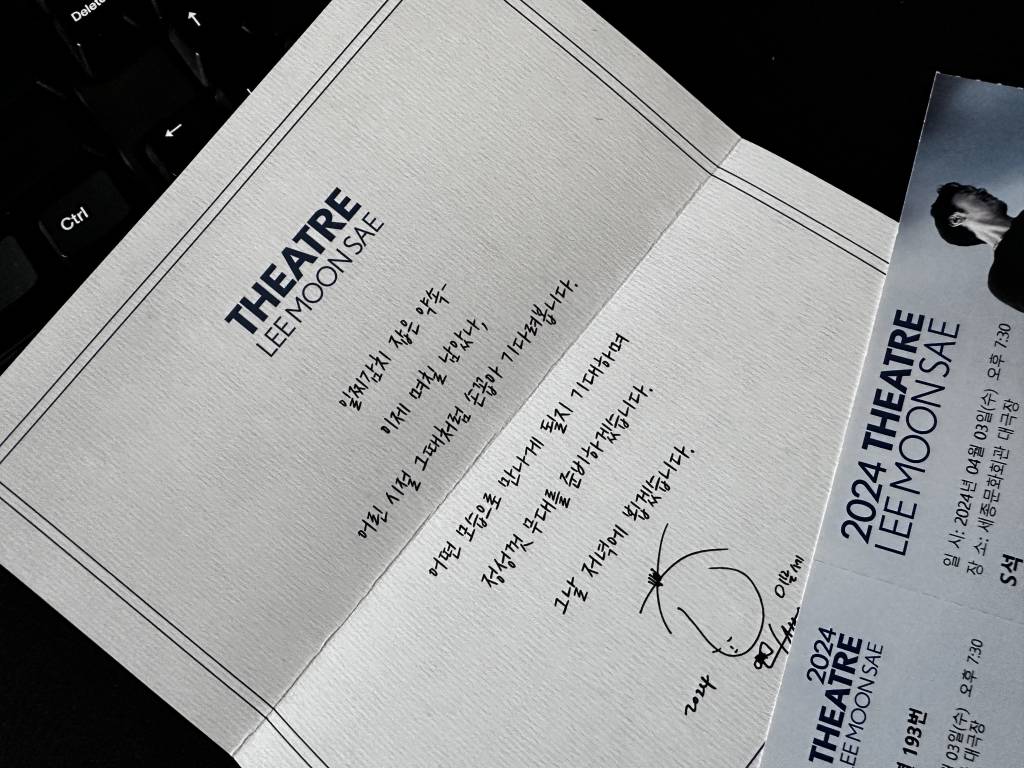 Delete
↑
←
Ctrl
THEATRE
LEE MOON SAE
일찌감치 잡은 약속-
이제 며칠 남았나,
어린 시절 그때처럼 손꼽아 기다려봅니다.
어떤 모습으로 만나게 될지 기대하며
정성껏 무대를 준비하겠습니다.
그날 저녁에 뵙겠습니다.
이문세
2024
2024 THEATRE
LEE MOON SAE
일 시: 2024년 04월 03일(수) 오후 7:30
장 소: 세종문화회관 대극장
S석
2024
THEATRE
LEE MOON SAE
193번
03일(수) 오후 7:30
대극장